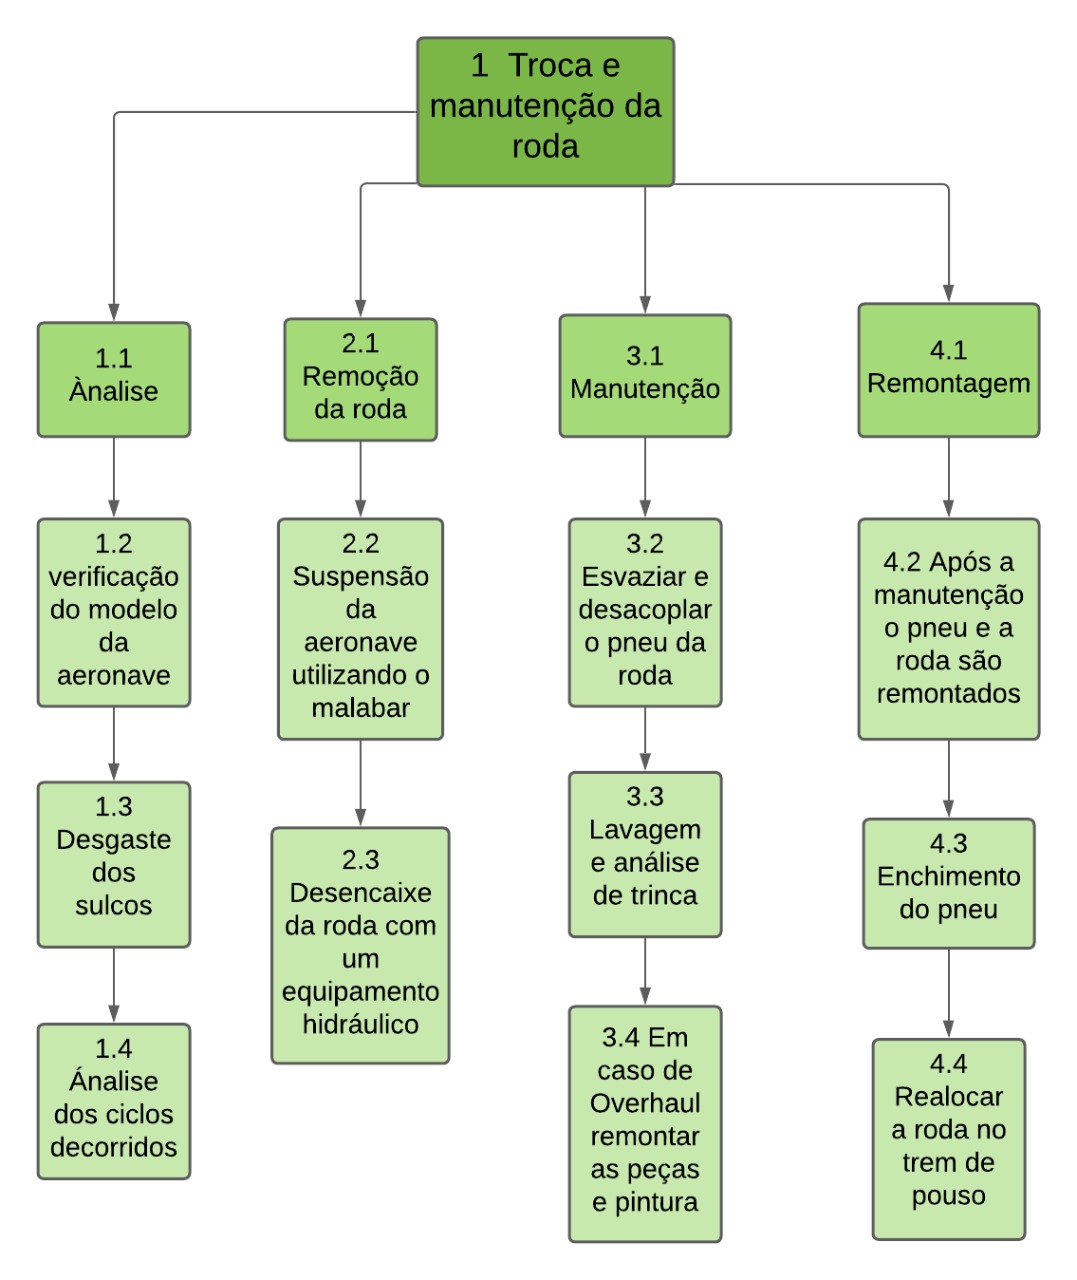 1  Troca e
manutenção da
roda
1.1
Ànalise
2.1
Remoção
da roda
3.1
Manutenção
4.1
Remontagem
1.2
verificação
do modelo
da
aeronave
2.2
Suspensão
da
aeronave
utilizando o
malabar
3.2
Esvaziar e
desacoplar
o pneu da
roda
4.2 Após a
manutenção
o pneu e a
roda são
remontados
1.3
Desgaste
dos
sulcos
2.3
Desencaixe
da roda com
um
equipamento
hidráulico
3.3
Lavagem
e análise
de trinca
4.3
Enchimento
do pneu
1.4
Ánalise
dos ciclos
decorridos
3.4 Em
caso de
Overhaul
remontar
as peças
e pintura
4.4
Realocar
a roda no
trem de
pouso